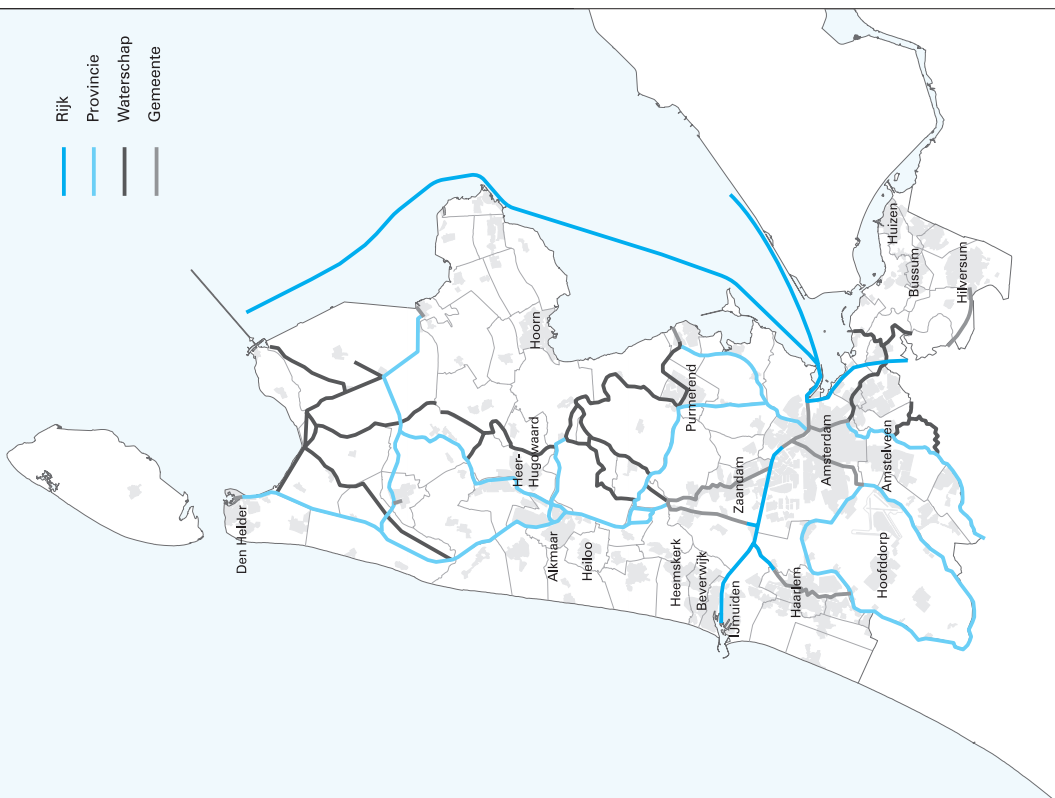 Rijk
Provincie
Waterschap
Gemeente
Den Helder
Hoorn
Heer-
Hugowaard
Alkmaar
Heiloo
Purmerend
Heemskerk
Beverwijk
IJmuiden
Zaandam
Haarlem
Amsterdam
Hoofddorp
Amstelveen
Huizen
Bussum
Hilversum